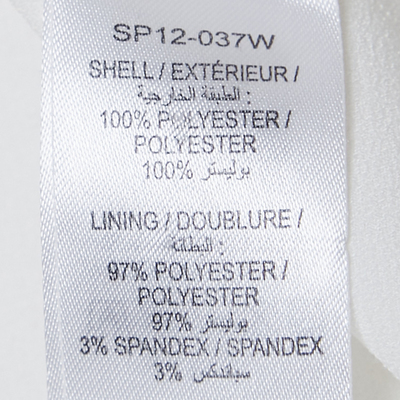 SP12-037W
SHELL / EXTÉRIEUR /
الطبقة الخارجية :
100% POLYESTER /
POLYESTER
بوليستر %100
LINING / DOUBLURE /
البطانة :
97% POLYESTER /
POLYESTER
بوليستر %97
3% SPANDEX / SPANDEX
سباندكس %3